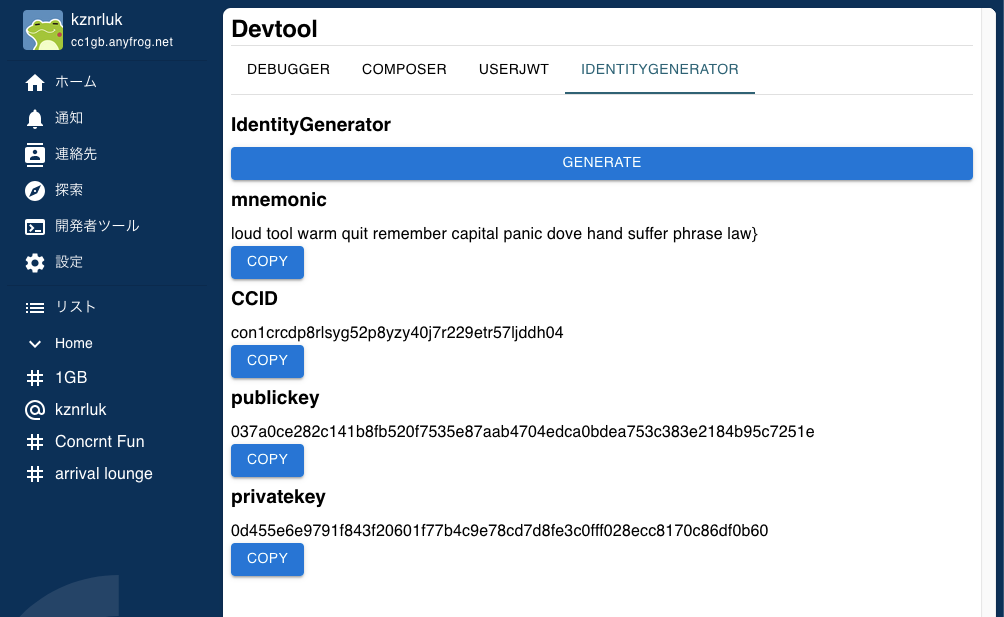 kznrluk
cc1gb.anyfrog.net
ホーム
通知
連絡先
探索
開発者ツール
設定
リスト
Home
1GB
kznrluk
Concrnt Fun
arrival lounge
Devtool
DEBUGGER COMPOSER USERJWT IDENTITYGENERATOR
IdentityGenerator
GENERATE
mnemonic
loud tool warm quit remember capital panic dove hand suffer phrase law}
COPY
CCID
con1crcdp8rlsyg52p8yzy40j7r229etr57ljddh04
COPY
publickey
037a0ce282c141b8fb520f7535e87aab4704edca0bdea753c383e2184b95c7251e
COPY
privatekey
0d455e6e9791f843f20601f77b4c9e78cd7d8fe3c0fff028ecc8170c86df0b60
COPY